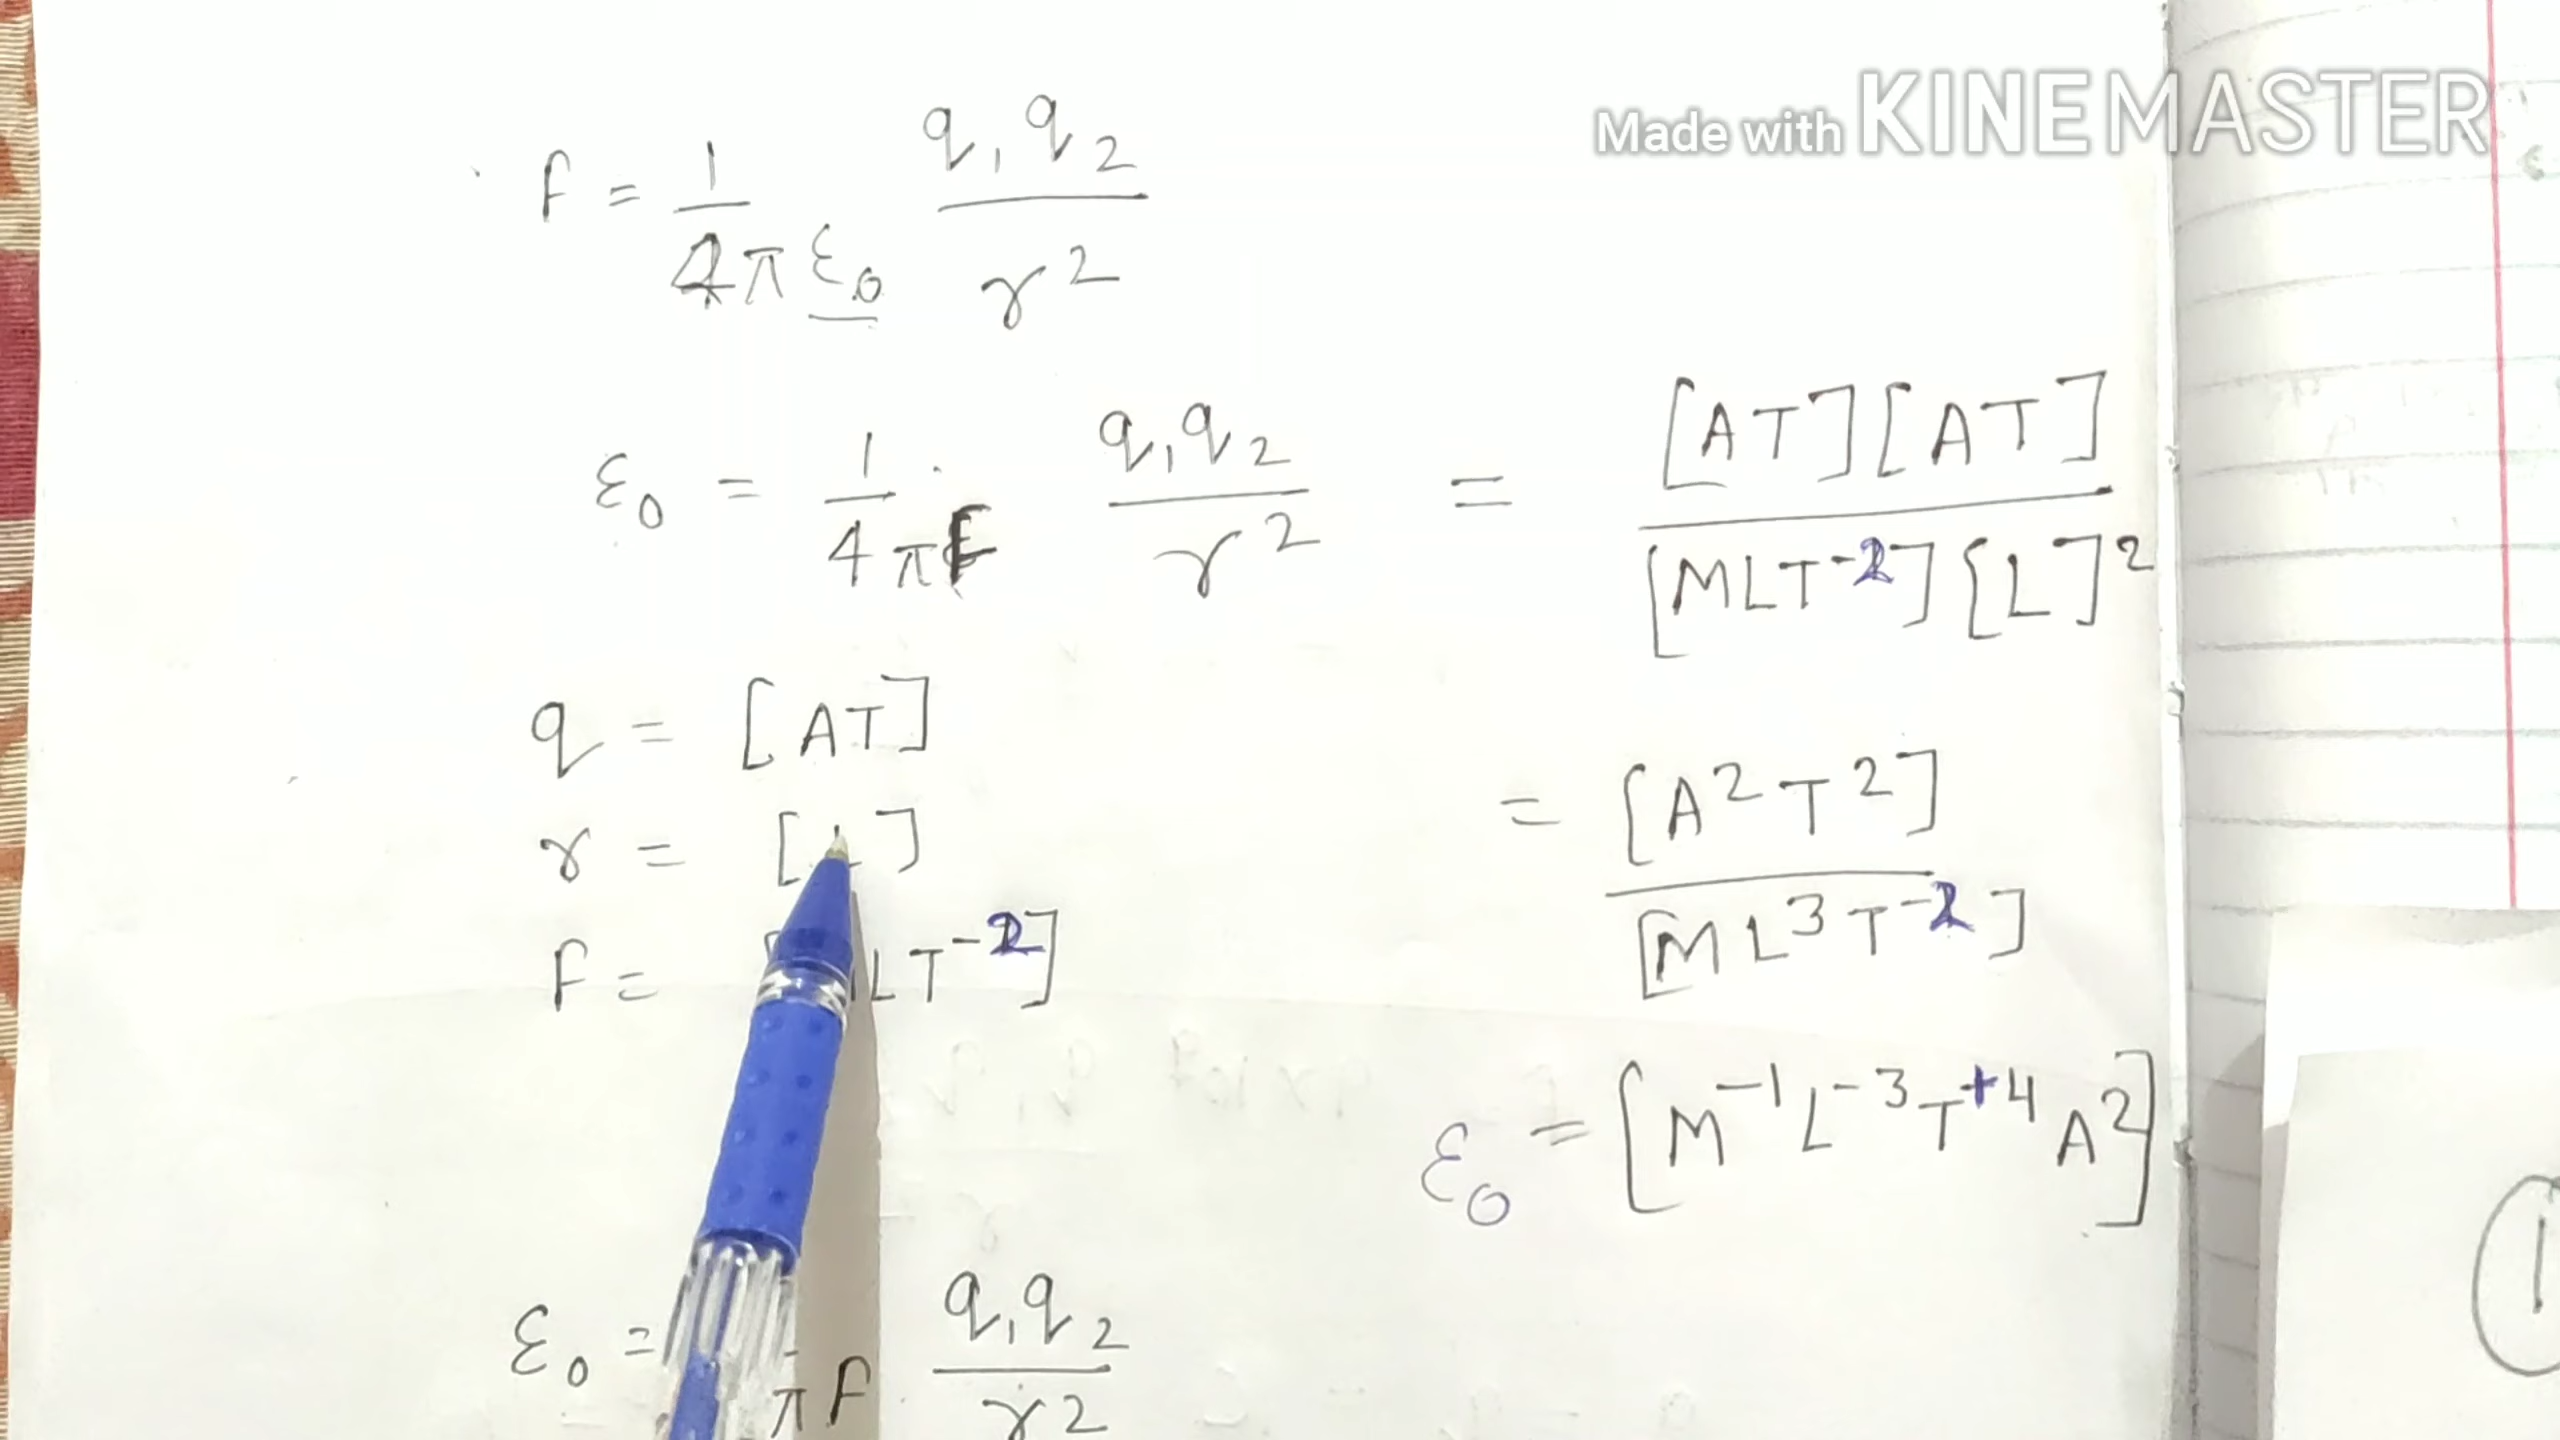 Made with KINEMASTER
F = 1/4πε₀ q₁q₂/r²
ε₀ = 1/4πF q₁q₂/r² = [AT][AT]/[MLT⁻²][L]²
q = [AT]
= [A²T²]/[ML³T⁻²]
r = [L]
F = [MLT⁻²]
ε₀ = [M⁻¹L⁻³T⁺⁴A²]
ε₀ = πF q₁q₂/r²
1